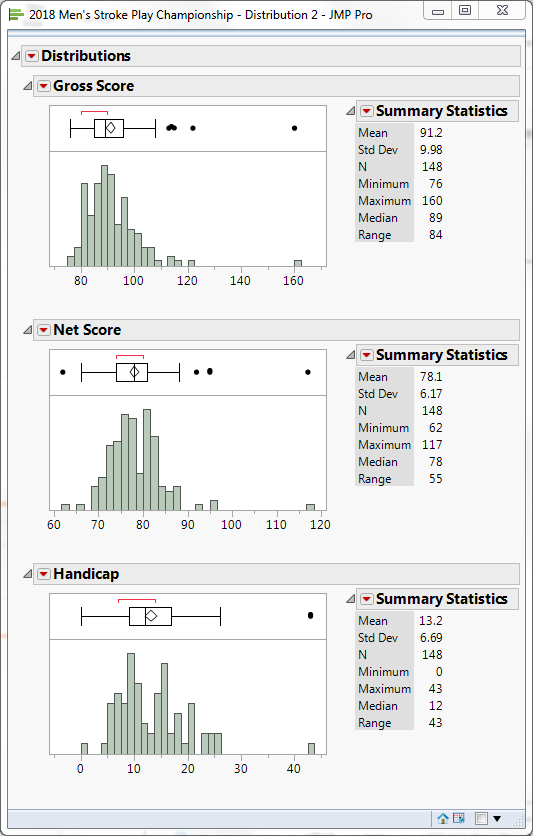 2018 Men's Stroke Play Championship - Distribution 2 - JMP Pro
Distributions
Gross Score
80 100 120 140 160
Summary Statistics
Mean 91.2
Std Dev 9.98
N 148
Minimum 76
Maximum 160
Median 89
Range 84
Net Score
60 70 80 90 100 110 120
Summary Statistics
Mean 78.1
Std Dev 6.17
N 148
Minimum 62
Maximum 117
Median 78
Range 55
Handicap
0 10 20 30 40
Summary Statistics
Mean 13.2
Std Dev 6.69
N 148
Minimum 0
Maximum 43
Median 12
Range 43